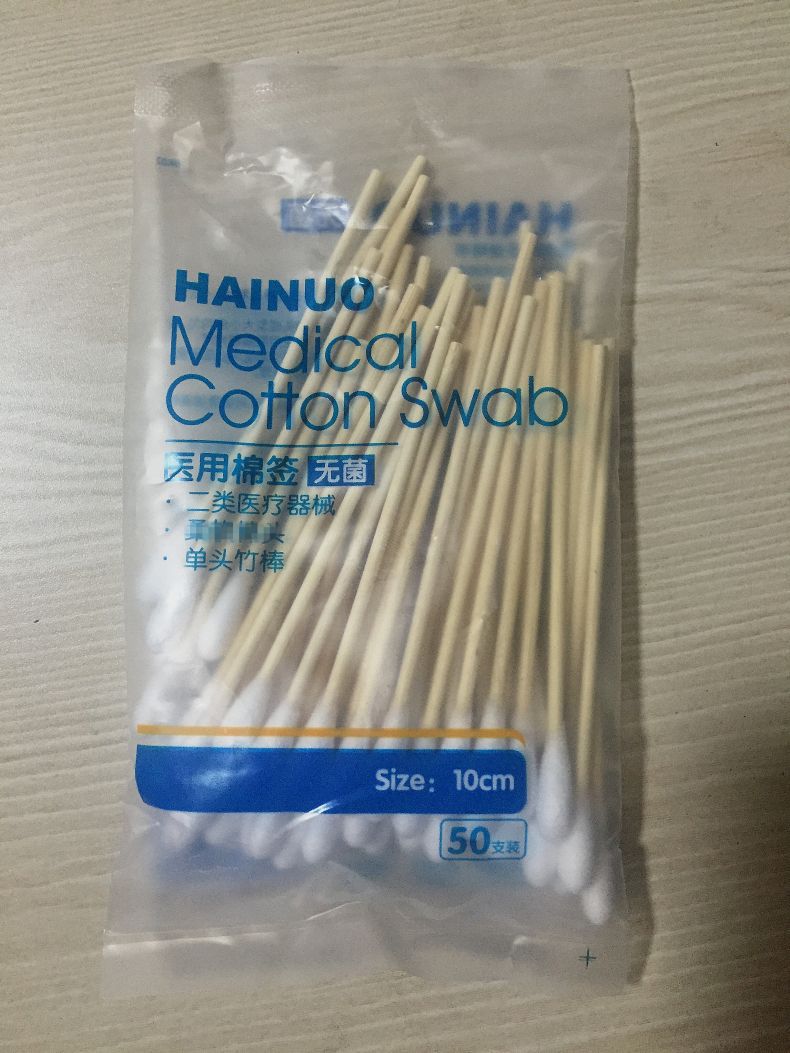 HAINUO
Medical
Cotton Swab
医用棉签 无菌
· 二类医疗器械
· 单头竹棒
Size: 10cm
50支装